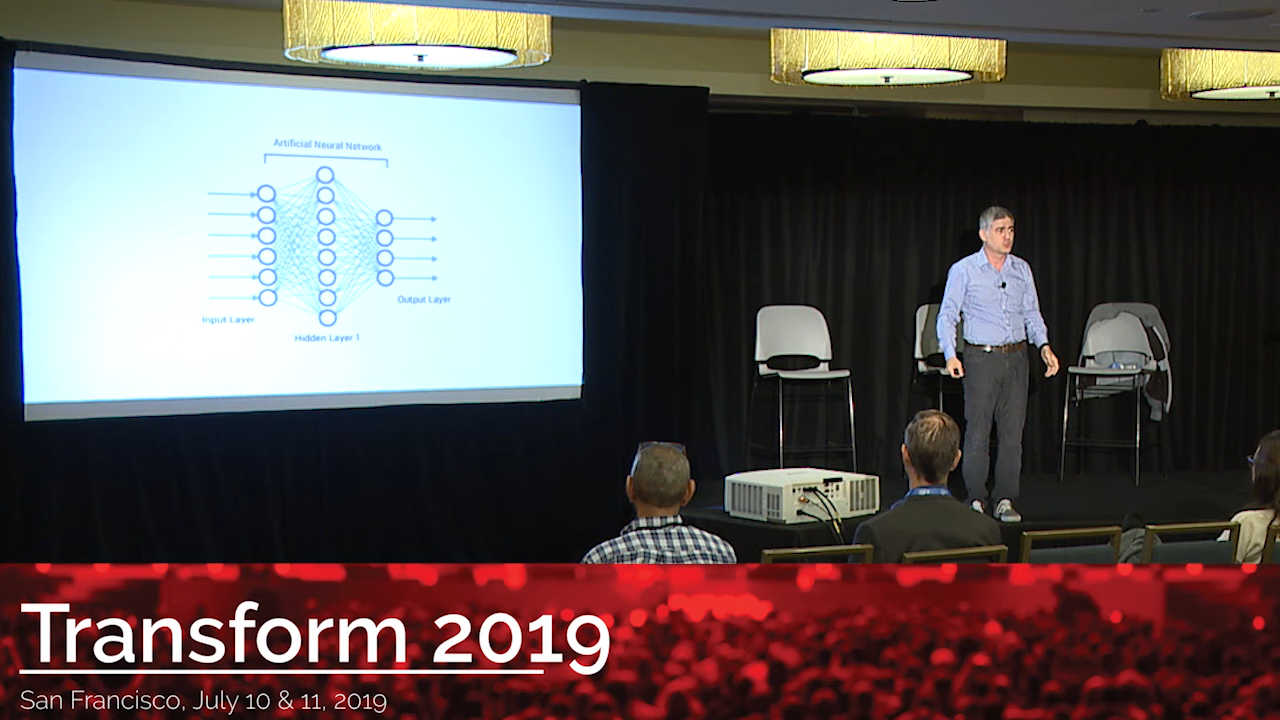 Artificial Neural Network
Input Layer
Output Layer
Hidden Layer 1
Transform 2019
San Francisco, July 10 & 11, 2019